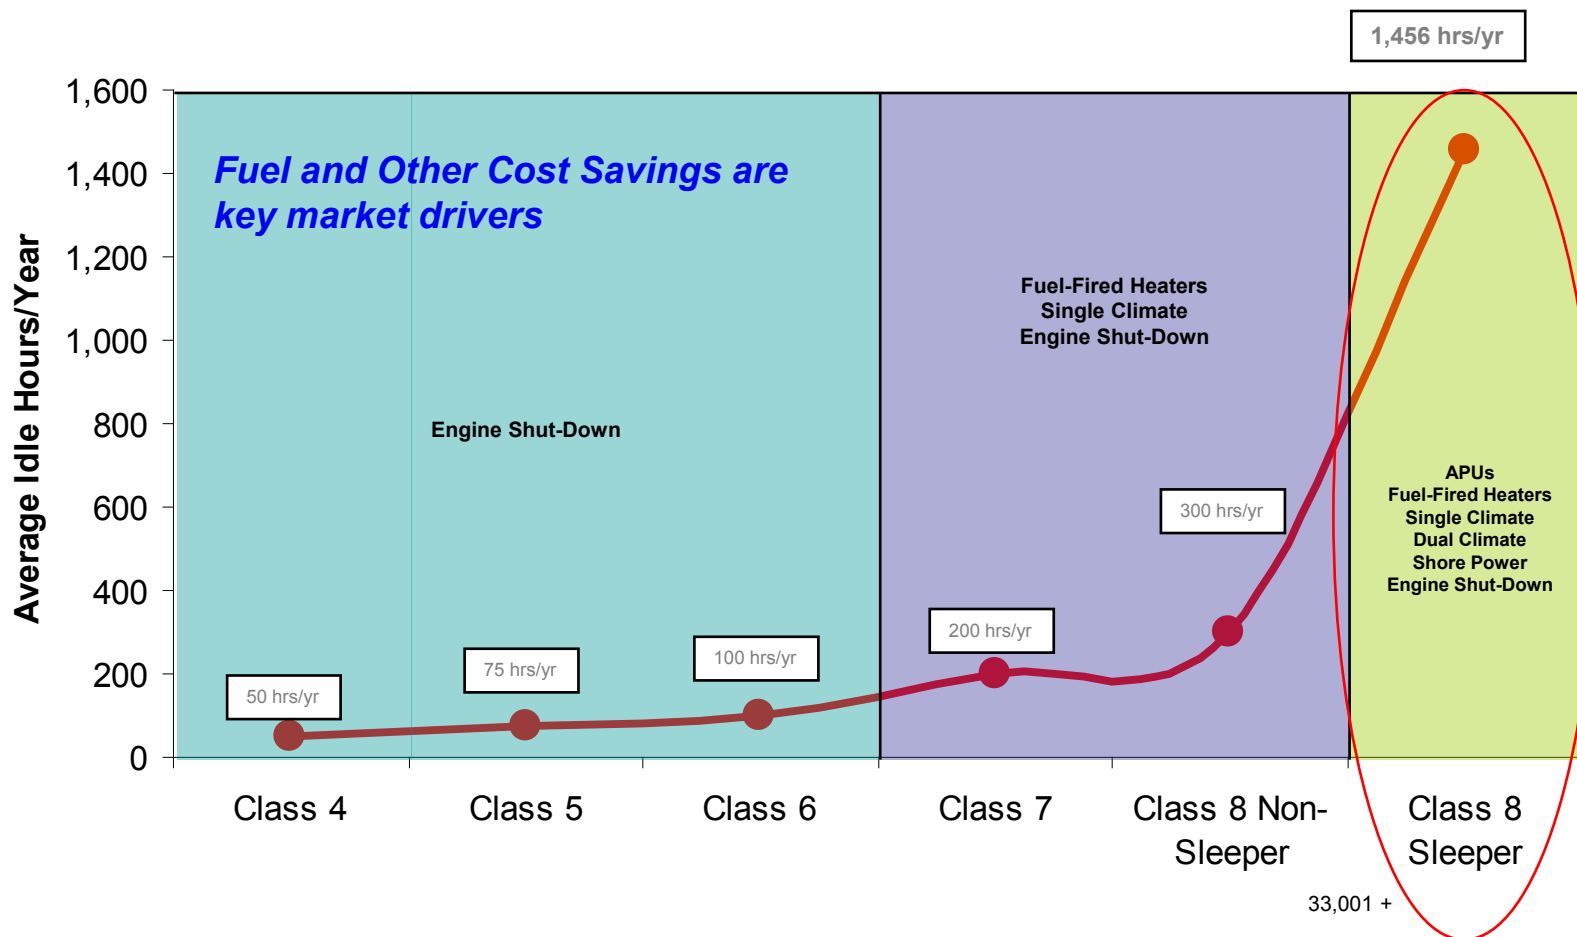 1,456 hrs/yr
1,600
1,400
1,200
1,000
800
600
400
200
0
Average Idle Hours/Year
Fuel and Other Cost Savings are
key market drivers
Engine Shut-Down
Fuel-Fired Heaters
Single Climate
Engine Shut-Down
APUs
Fuel-Fired Heaters
Single Climate
Dual Climate
Shore Power
Engine Shut-Down
50 hrs/yr
75 hrs/yr
100 hrs/yr
200 hrs/yr
300 hrs/yr
Class 4
Class 5
Class 6
Class 7
Class 8 Non-
Sleeper
Class 8
Sleeper
33,001 +